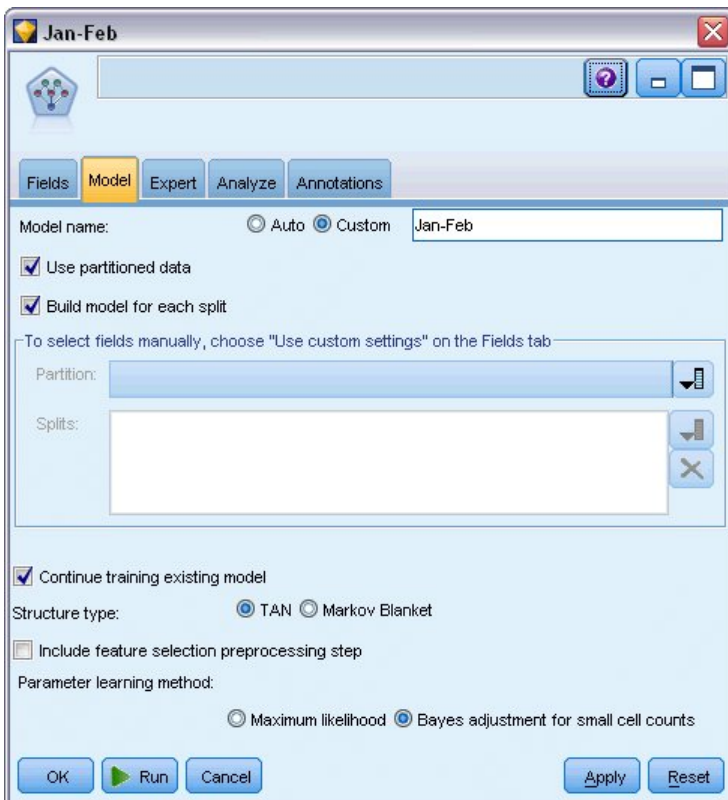 Jan-Feb
Fields Model Expert Analyze Annotations
Model name: Auto Custom Jan-Feb
Use partitioned data
Build model for each split
To select fields manually, choose "Use custom settings" on the Fields tab
Partition:
Splits:
Continue training existing model
Structure type: TAN Markov Blanket
Include feature selection preprocessing step
Parameter learning method:
Maximum likelihood Bayes adjustment for small cell counts
OK Run Cancel Apply Reset